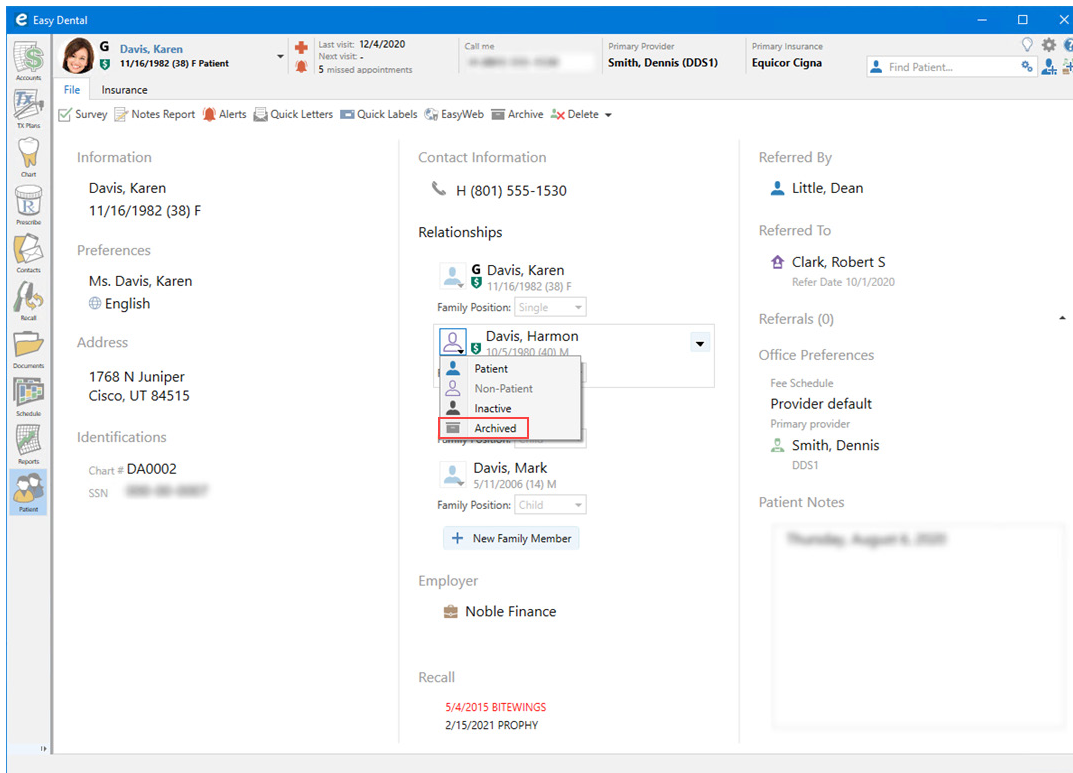 Easy Dental
G Davis, Karen
11/16/1982 (38) F Patient
Last visit: 12/4/2020
Next visit: -
5 missed appointments
Call me
Primary Provider
Smith, Dennis (DDS1)
Primary Insurance
Equicor Cigna
Find Patient...
File Insurance
Survey Notes Report Alerts Quick Letters Quick Labels EasyWeb Archive Delete
Accounts
TX Plans
Chart
Prescribe
Contacts
Recall
Documents
Schedule
Reports
Patient
Information
Davis, Karen
11/16/1982 (38) F
Preferences
Ms. Davis, Karen
English
Address
1768 N Juniper
Cisco, UT 84515
Identifications
Chart # DA0002
SSN
Contact Information
H (801) 555-1530
Relationships
G Davis, Karen
11/16/1982 (38) F
Family Position: Single
Davis, Harmon
10/5/1980 (40) M
Patient
Non-Patient
Inactive
Archived
Family Position: Child
Davis, Mark
5/11/2006 (14) M
Family Position: Child
New Family Member
Employer
Noble Finance
Recall
5/4/2015 BITEWINGS
2/15/2021 PROPHY
Referred By
Little, Dean
Referred To
Clark, Robert S
Refer Date 10/1/2020
Referrals (0)
Office Preferences
Fee Schedule
Provider default
Primary provider
Smith, Dennis
DDS1
Patient Notes
Thursday, August 6, 2020